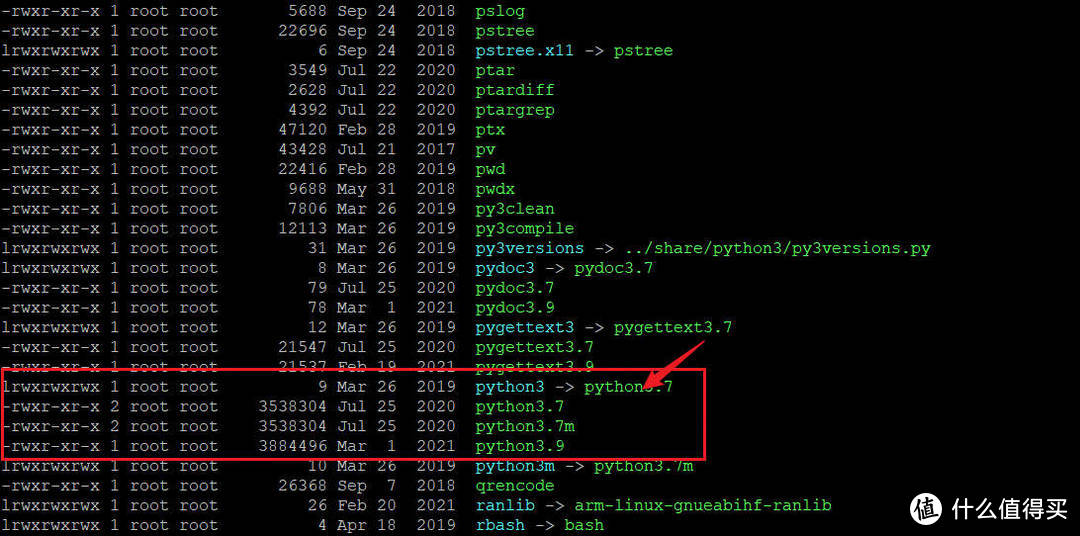 -rwxr-xr-x 1 root root 5688 Sep 24 2018 pslog
-rwxr-xr-x 1 root root 22696 Sep 24 2018 pstree
lrwxrwxrwx 1 root root 6 Sep 24 2018 pstree.x11 -> pstree
-rwxr-xr-x 1 root root 3549 Jul 22 2020 ptar
-rwxr-xr-x 1 root root 2628 Jul 22 2020 ptardiff
-rwxr-xr-x 1 root root 4392 Jul 22 2020 ptargrep
-rwxr-xr-x 1 root root 47120 Feb 28 2019 ptx
-rwxr-xr-x 1 root root 43428 Jul 21 2017 pv
-rwxr-xr-x 1 root root 22416 Feb 28 2019 pwd
-rwxr-xr-x 1 root root 9688 May 31 2018 pwdx
-rwxr-xr-x 1 root root 7806 Mar 26 2019 py3clean
-rwxr-xr-x 1 root root 12113 Mar 26 2019 py3compile
lrwxrwxrwx 1 root root 31 Mar 26 2019 py3versions -> ../share/python3/py3versions.py
lrwxrwxrwx 1 root root 8 Mar 26 2019 pydoc3 -> pydoc3.7
-rwxr-xr-x 1 root root 79 Jul 25 2020 pydoc3.7
-rwxr-xr-x 1 root root 78 Mar 1 2021 pydoc3.9
lrwxrwxrwx 1 root root 12 Mar 26 2019 pygettext3 -> pygettext3.7
-rwxr-xr-x 1 root root 21547 Jul 25 2020 pygettext3.7
-rwxr-xr-x 1 root root 21537 Feb 19 2021 pygettext3.9
lrwxrwxrwx 1 root root 9 Mar 26 2019 python3 -> python3.7
-rwxr-xr-x 2 root root 3538304 Jul 25 2020 python3.7
-rwxr-xr-x 2 root root 3538304 Jul 25 2020 python3.7m
-rwxr-xr-x 1 root root 3884496 Mar 1 2021 python3.9
lrwxrwxrwx 1 root root 10 Mar 26 2019 python3m -> python3.7m
-rwxr-xr-x 1 root root 26368 Sep 7 2018 qrencode
lrwxrwxrwx 1 root root 26 Feb 20 2021 ranlib -> arm-linux-gnueabihf-ranlib
lrwxrwxrwx 1 root root 4 Apr 18 2019 rbash -> bash
值 什么值得买